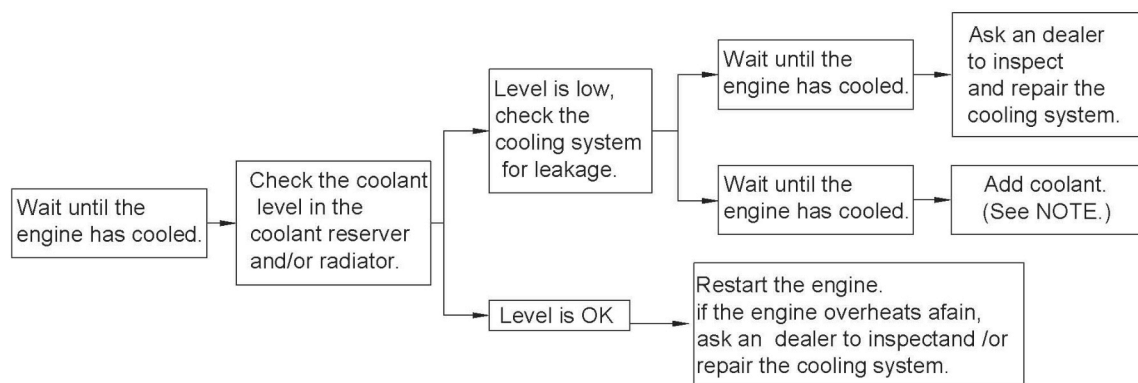 Wait until the
engine has cooled.
Check the coolant
level in the
coolant reserver
and/or radiator.
Level is low,
check the
cooling system
for leakage.
Wait until the
engine has cooled.
Ask an dealer
to inspect
and repair the
cooling system.
Wait until the
engine has cooled.
Add coolant.
(See NOTE.)
Level is OK
Restart the engine.
if the engine overheats afain,
ask an dealer to inspectand /or
repair the cooling system.